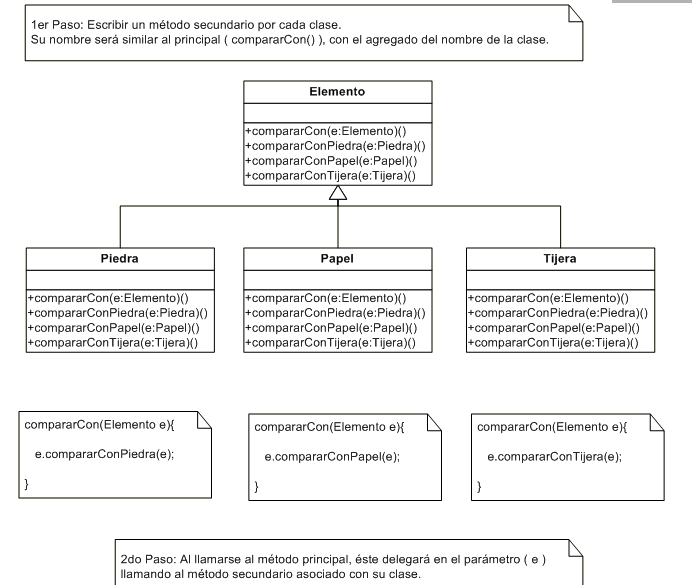 1er Paso: Escribir un método secundario por cada clase.
Su nombre será similar al principal ( compararCon() ), con el agregado del nombre de la clase.
Elemento
+compararCon(e:Elemento)()
+compararConPiedra(e:Piedra)()
+compararConPapel(e:Papel)()
+compararConTijera(e:Tijera)()
Piedra
+compararCon(e:Elemento)()
+compararConPiedra(e:Piedra)()
+compararConPapel(e:Papel)()
+compararConTijera(e:Tijera)()
Papel
+compararCon(e:Elemento)()
+compararConPiedra(e:Piedra)()
+compararConPapel(e:Papel)()
+compararConTijera(e:Tijera)()
Tijera
+compararCon(e:Elemento)()
+compararConPiedra(e:Piedra)()
+compararConPapel(e:Papel)()
+compararConTijera(e:Tijera)()
compararCon(Elemento e){
e.compararConPiedra(e);
}
compararCon(Elemento e){
e.compararConPapel(e);
}
compararCon(Elemento e){
e.compararConTijera(e);
}
2do Paso: Al llamarse al método principal, éste delegará en el parámetro ( e )
llamando al método secundario asociado con su clase.